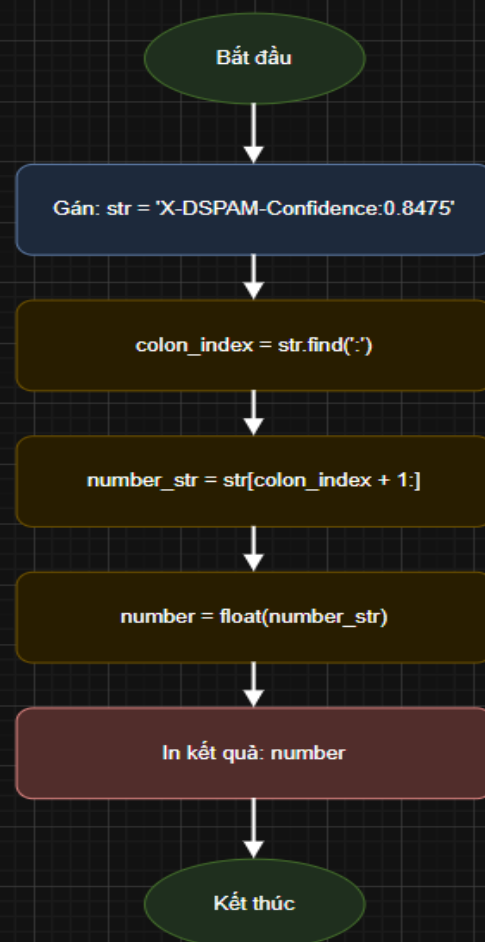 Bắt đầu
Gán: str = 'X-DSPAM-Confidence:0.8475'
colon_index = str.find(':')
number_str = str[colon_index + 1:]
number = float(number_str)
In kết quả: number
Kết thúc